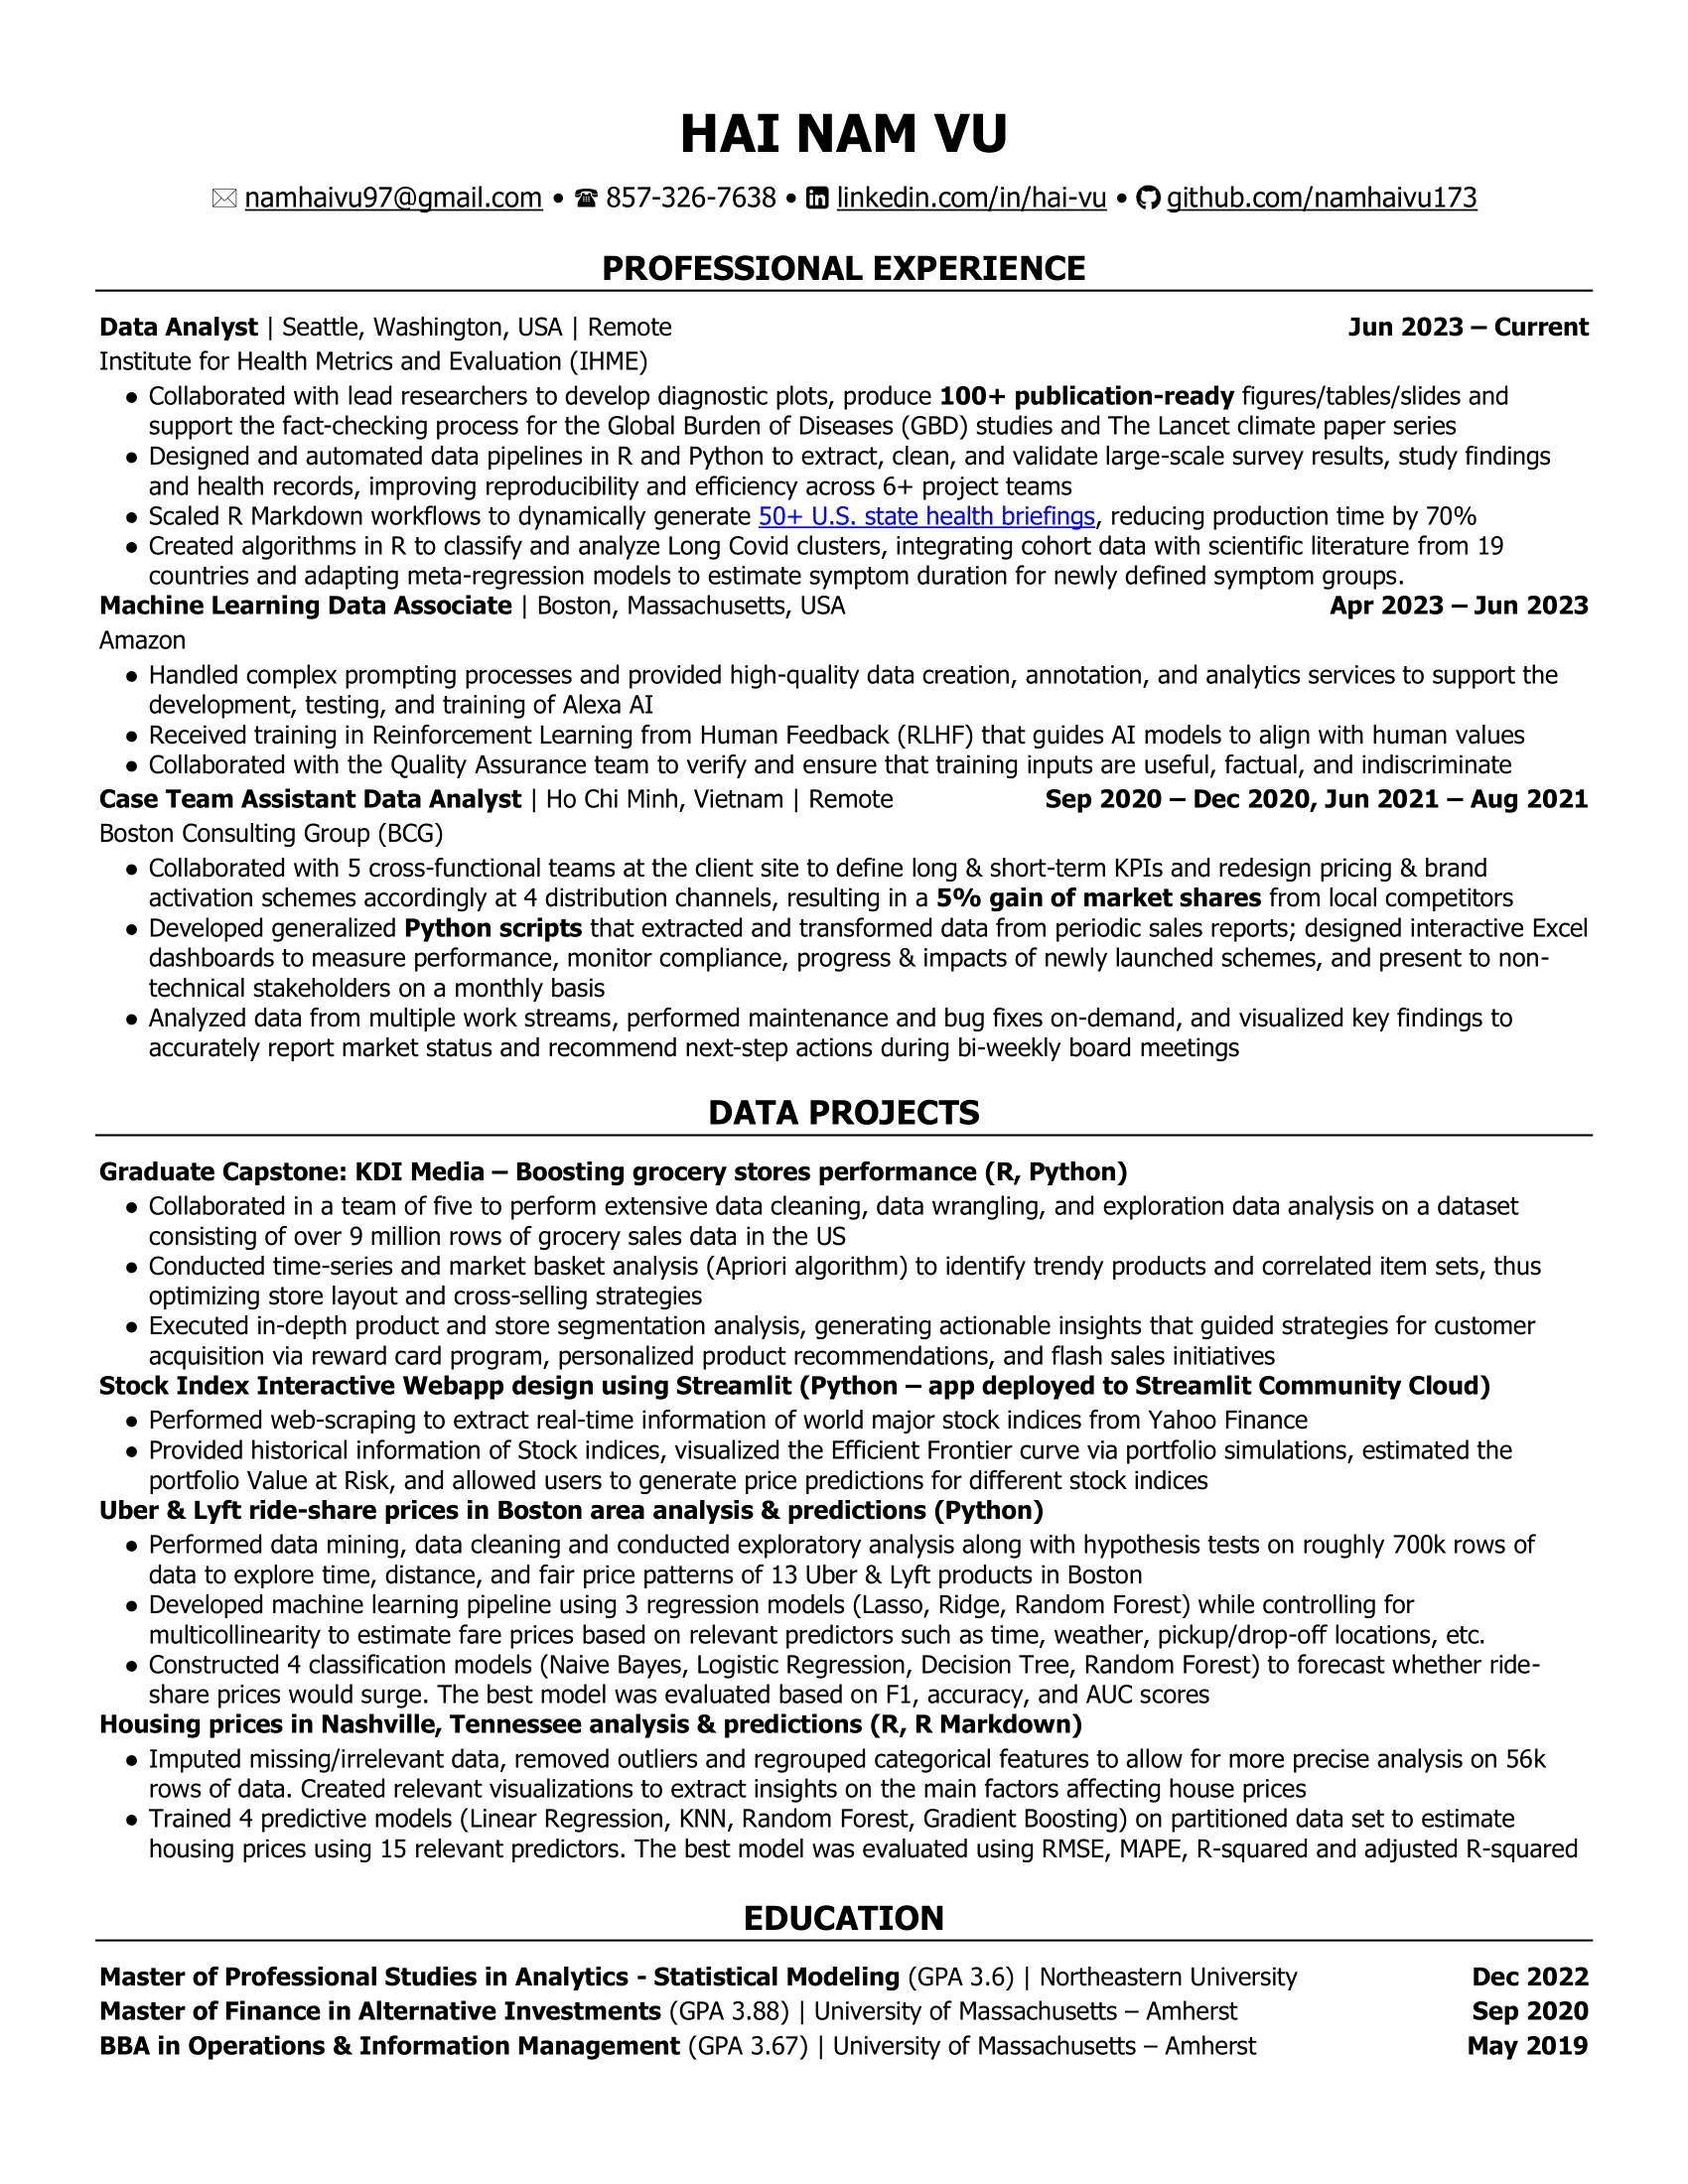 HAI NAM VU
namhaivu97@gmail.com • 857-326-7638 • linkedin.com/in/hai-vu • github.com/namhaivu173
PROFESSIONAL EXPERIENCE
Data Analyst | Seattle, Washington, USA | Remote Jun 2023 – Current
Institute for Health Metrics and Evaluation (IHME)
● Collaborated with lead researchers to develop diagnostic plots, produce 100+ publication-ready figures/tables/slides and
support the fact-checking process for the Global Burden of Diseases (GBD) studies and The Lancet climate paper series
● Designed and automated data pipelines in R and Python to extract, clean, and validate large-scale survey results, study findings
and health records, improving reproducibility and efficiency across 6+ project teams
● Scaled R Markdown workflows to dynamically generate 50+ U.S. state health briefings, reducing production time by 70%
● Created algorithms in R to classify and analyze Long Covid clusters, integrating cohort data with scientific literature from 19
countries and adapting meta-regression models to estimate symptom duration for newly defined symptom groups.
Machine Learning Data Associate | Boston, Massachusetts, USA Apr 2023 – Jun 2023
Amazon
● Handled complex prompting processes and provided high-quality data creation, annotation, and analytics services to support the
development, testing, and training of Alexa AI
● Received training in Reinforcement Learning from Human Feedback (RLHF) that guides AI models to align with human values
● Collaborated with the Quality Assurance team to verify and ensure that training inputs are useful, factual, and indiscriminate
Case Team Assistant Data Analyst | Ho Chi Minh, Vietnam | Remote Sep 2020 – Dec 2020, Jun 2021 – Aug 2021
Boston Consulting Group (BCG)
● Collaborated with 5 cross-functional teams at the client site to define long & short-term KPIs and redesign pricing & brand
activation schemes accordingly at 4 distribution channels, resulting in a 5% gain of market shares from local competitors
● Developed generalized Python scripts that extracted and transformed data from periodic sales reports; designed interactive Excel
dashboards to measure performance, monitor compliance, progress & impacts of newly launched schemes, and present to non-
technical stakeholders on a monthly basis
● Analyzed data from multiple work streams, performed maintenance and bug fixes on-demand, and visualized key findings to
accurately report market status and recommend next-step actions during bi-weekly board meetings
DATA PROJECTS
Graduate Capstone: KDI Media – Boosting grocery stores performance (R, Python)
● Collaborated in a team of five to perform extensive data cleaning, data wrangling, and exploration data analysis on a dataset
consisting of over 9 million rows of grocery sales data in the US
● Conducted time-series and market basket analysis (Apriori algorithm) to identify trendy products and correlated item sets, thus
optimizing store layout and cross-selling strategies
● Executed in-depth product and store segmentation analysis, generating actionable insights that guided strategies for customer
acquisition via reward card program, personalized product recommendations, and flash sales initiatives
Stock Index Interactive Webapp design using Streamlit (Python – app deployed to Streamlit Community Cloud)
● Performed web-scraping to extract real-time information of world major stock indices from Yahoo Finance
● Provided historical information of Stock indices, visualized the Efficient Frontier curve via portfolio simulations, estimated the
portfolio Value at Risk, and allowed users to generate price predictions for different stock indices
Uber & Lyft ride-share prices in Boston area analysis & predictions (Python)
● Performed data mining, data cleaning and conducted exploratory analysis along with hypothesis tests on roughly 700k rows of
data to explore time, distance, and fair price patterns of 13 Uber & Lyft products in Boston
● Developed machine learning pipeline using 3 regression models (Lasso, Ridge, Random Forest) while controlling for
multicollinearity to estimate fare prices based on relevant predictors such as time, weather, pickup/drop-off locations, etc.
● Constructed 4 classification models (Naive Bayes, Logistic Regression, Decision Tree, Random Forest) to forecast whether ride-
share prices would surge. The best model was evaluated based on F1, accuracy, and AUC scores
Housing prices in Nashville, Tennessee analysis & predictions (R, R Markdown)
● Imputed missing/irrelevant data, removed outliers and regrouped categorical features to allow for more precise analysis on 56k
rows of data. Created relevant visualizations to extract insights on the main factors affecting house prices
● Trained 4 predictive models (Linear Regression, KNN, Random Forest, Gradient Boosting) on partitioned data set to estimate
housing prices using 15 relevant predictors. The best model was evaluated using RMSE, MAPE, R-squared and adjusted R-squared
EDUCATION
Master of Professional Studies in Analytics - Statistical Modeling (GPA 3.6) | Northeastern University Dec 2022
Master of Finance in Alternative Investments (GPA 3.88) | University of Massachusetts – Amherst Sep 2020
BBA in Operations & Information Management (GPA 3.67) | University of Massachusetts – Amherst May 2019